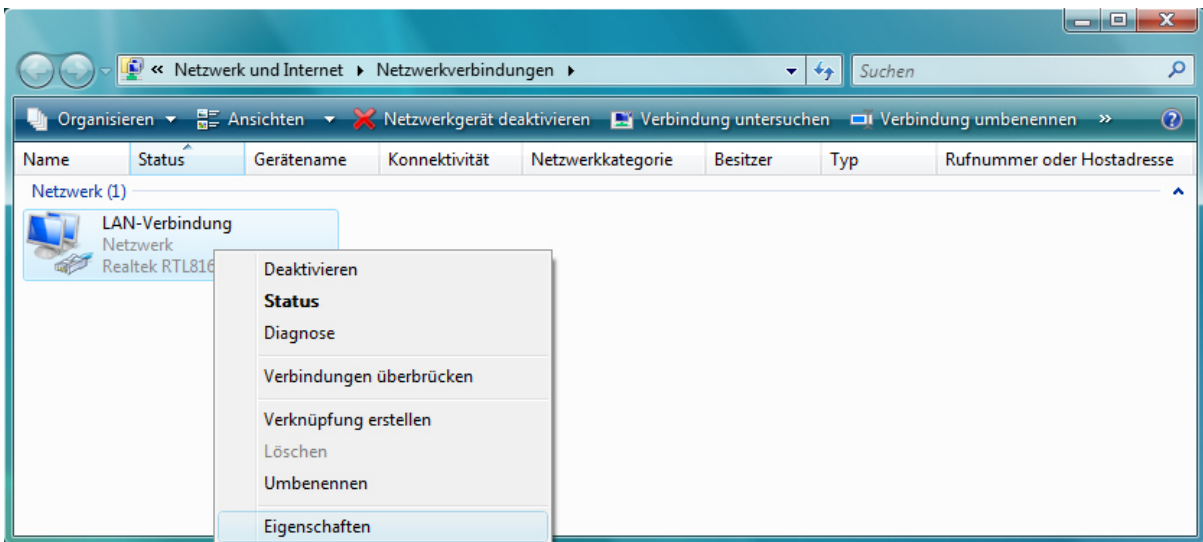 « Netzwerk und Internet Netzwerkverbindungen Suchen
Organisieren Ansichten Netzwerkgerät deaktivieren Verbindung untersuchen Verbindung umbenennen » ?
Name Status Gerätename Konnektivität Netzwerkkategorie Besitzer Typ Rufnummer oder Hostadresse
Netzwerk (1)
LAN-Verbindung
Netzwerk
Realtek RTL816
Deaktivieren
Status
Diagnose
Verbindungen überbrücken
Verknüpfung erstellen
Löschen
Umbenennen
Eigenschaften